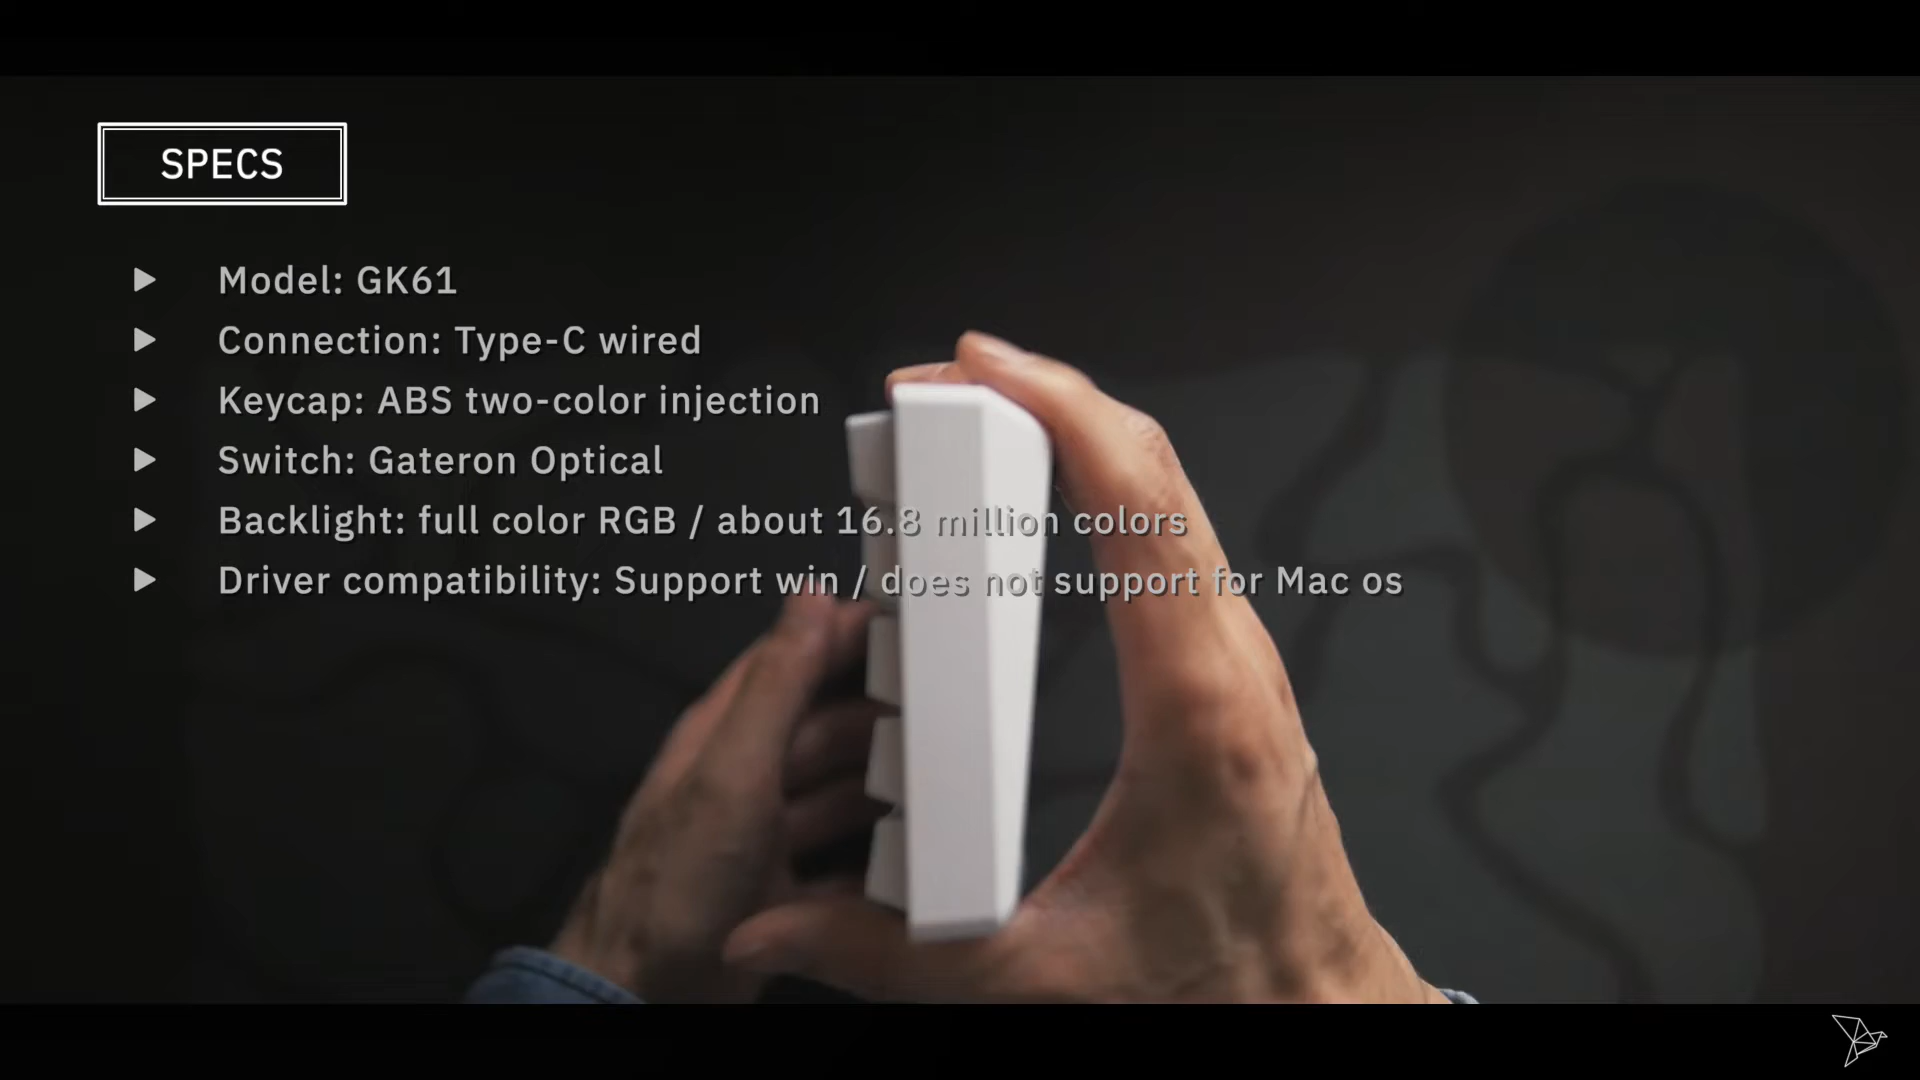 SPECS
Model: GK61
Connection: Type-C wired
Keycap: ABS two-color injection
Switch: Gateron Optical
Backlight: full color RGB / about 16.8 million colors
Driver compatibility: Support win / does not support for Mac os